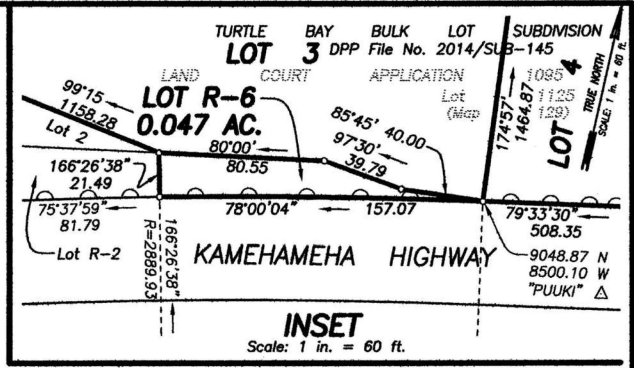 TURTLE BAY BULK LOT SUBDIVISION
LOT 3 DPP File No. 2014/SUB-145
LAND COURT APPLICATION 1095
Lot 1125
(Map 129)
LOT 4
TRUE NORTH
SCALE: 1 in. = 60 ft.
174°57' 1464.87
99°15
1158.28
Lot 2
LOT R-6
0.047 AC.
80°00'
80.55
85°45' 40.00
97°30'
39.79
166°26'38"
21.49
75°37'59"
81.79
78°00'04" 157.07
79°33'30"
508.35
Lot R-2
R=2889.93
166°26'38"
KAMEHAMEHA HIGHWAY
9048.87 N
8500.10 W
"PUUKI" △
INSET
Scale: 1 in. = 60 ft.